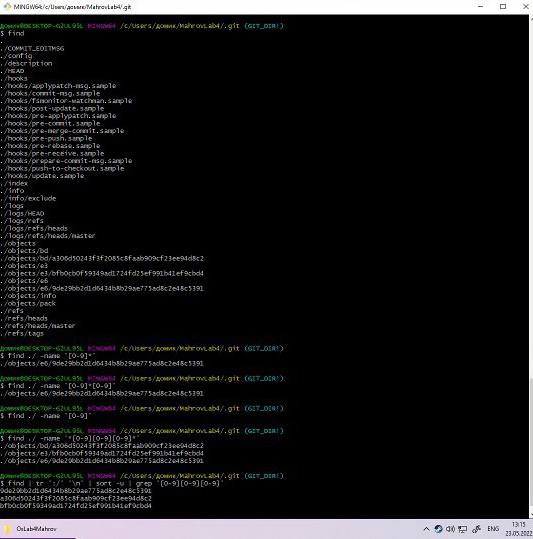 MINGW64:/c/Users/домик/MahrovLab4/.git
домик@DESKTOP-G2UL95L MINGW64 /c/Users/домик/MahrovLab4/.git (GIT_DIR!)
$ find
.
./COMMIT_EDITMSG
./config
./description
./HEAD
./hooks
./hooks/applypatch-msg.sample
./hooks/commit-msg.sample
./hooks/fsmonitor-watchman.sample
./hooks/post-update.sample
./hooks/pre-applypatch.sample
./hooks/pre-commit.sample
./hooks/pre-merge-commit.sample
./hooks/pre-push.sample
./hooks/pre-rebase.sample
./hooks/pre-receive.sample
./hooks/prepare-commit-msg.sample
./hooks/push-to-checkout.sample
./hooks/update.sample
./index
./info
./info/exclude
./logs
./logs/HEAD
./logs/refs
./logs/refs/heads
./logs/refs/heads/master
./objects
./objects/bd
./objects/bd/a306d50243f3f2085c8faab909cf23ee94d8c2
./objects/e3
./objects/e3/bfb0cb0f59349ad1724fd25ef991b41ef9cbd4
./objects/e6
./objects/e6/9de29bb2d1d6434b8b29ae775ad8c2e48c5391
./objects/info
./objects/pack
./refs
./refs/heads
./refs/heads/master
./refs/tags
домик@DESKTOP-G2UL95L MINGW64 /c/Users/домик/MahrovLab4/.git (GIT_DIR!)
$ find ./ -name '[0-9]*'
./objects/e6/9de29bb2d1d6434b8b29ae775ad8c2e48c5391
домик@DESKTOP-G2UL95L MINGW64 /c/Users/домик/MahrovLab4/.git (GIT_DIR!)
$ find ./ -name '[0-9]*[0-9]'
./objects/e6/9de29bb2d1d6434b8b29ae775ad8c2e48c5391
домик@DESKTOP-G2UL95L MINGW64 /c/Users/домик/MahrovLab4/.git (GIT_DIR!)
$ find ./ -name '[0-9]'
домик@DESKTOP-G2UL95L MINGW64 /c/Users/домик/MahrovLab4/.git (GIT_DIR!)
$ find ./ -name '*[0-9][0-9][0-9]*'
./objects/bd/a306d50243f3f2085c8faab909cf23ee94d8c2
./objects/e3/bfb0cb0f59349ad1724fd25ef991b41ef9cbd4
./objects/e6/9de29bb2d1d6434b8b29ae775ad8c2e48c5391
домик@DESKTOP-G2UL95L MINGW64 /c/Users/домик/MahrovLab4/.git (GIT_DIR!)
$ find | tr ':/' '\n' | sort -u | grep '[0-9][0-9][0-9]'
9de29bb2d1d6434b8b29ae775ad8c2e48c5391
a306d50243f3f2085c8faab909cf23ee94d8c2
bfb0cb0f59349ad1724fd25ef991b41ef9cbd4
OsLab4Mahrov
ENG
13:15
23.05.2022